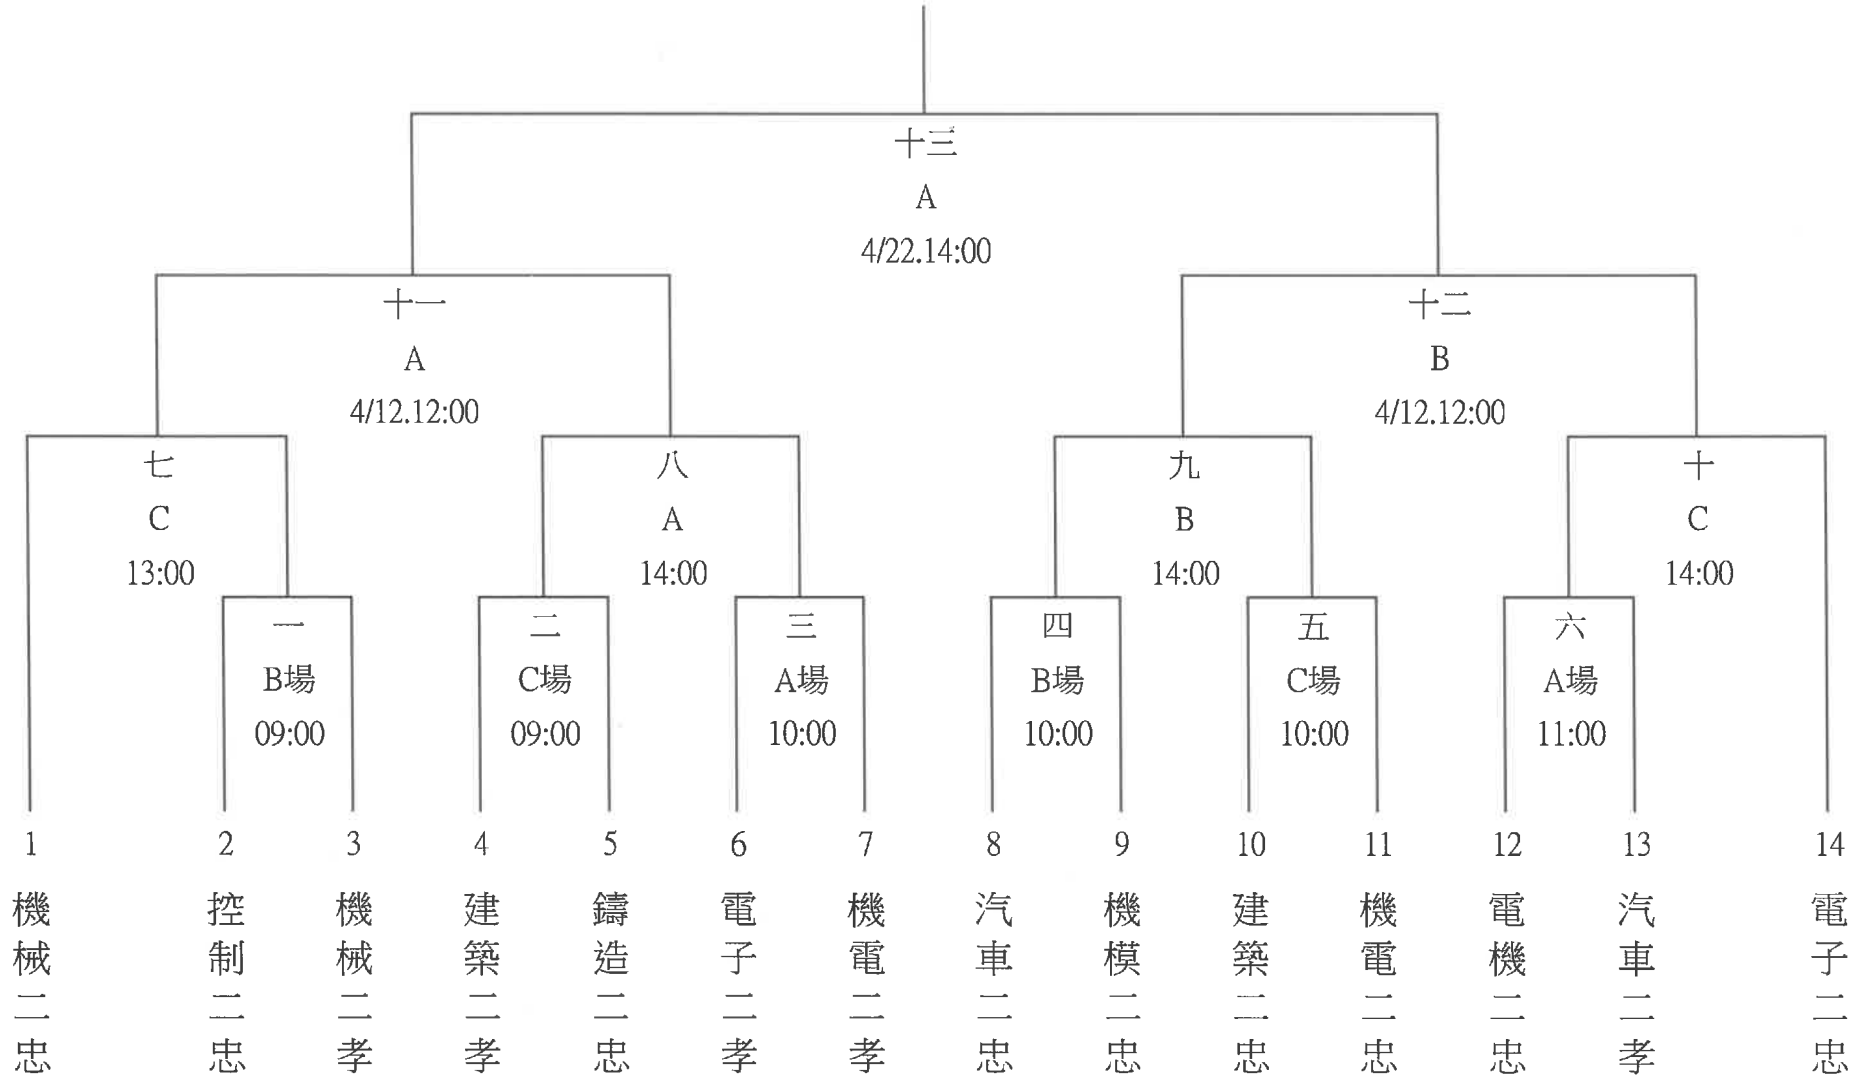 十三
A
4/22.14:00
十一
A
4/12.12:00
十二
B
4/12.12:00
七
C
13:00
八
A
14:00
九
B
14:00
十
C
14:00
一
B場
09:00
二
C場
09:00
三
A場
10:00
四
B場
10:00
五
C場
10:00
六
A場
11:00
1
機械二忠
2
控制二忠
3
機械二孝
4
建築二孝
5
鑄造二忠
6
電子二孝
7
機電二孝
8
汽車二忠
9
機模二忠
10
建築二忠
11
機電二忠
12
電機二忠
13
汽車二孝
14
電子二忠